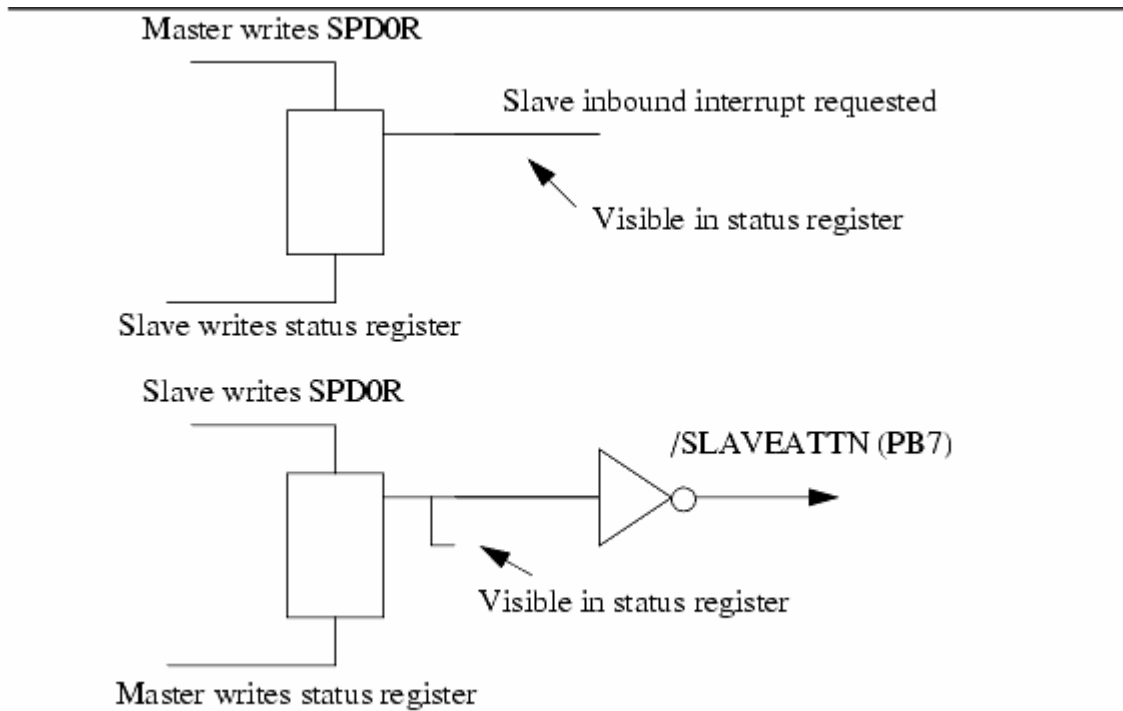 Master writes SPD0R
Slave inbound interrupt requested
Visible in status register
Slave writes status register
Slave writes SPD0R
/SLAVEATTN (PB7)
Visible in status register
Master writes status register